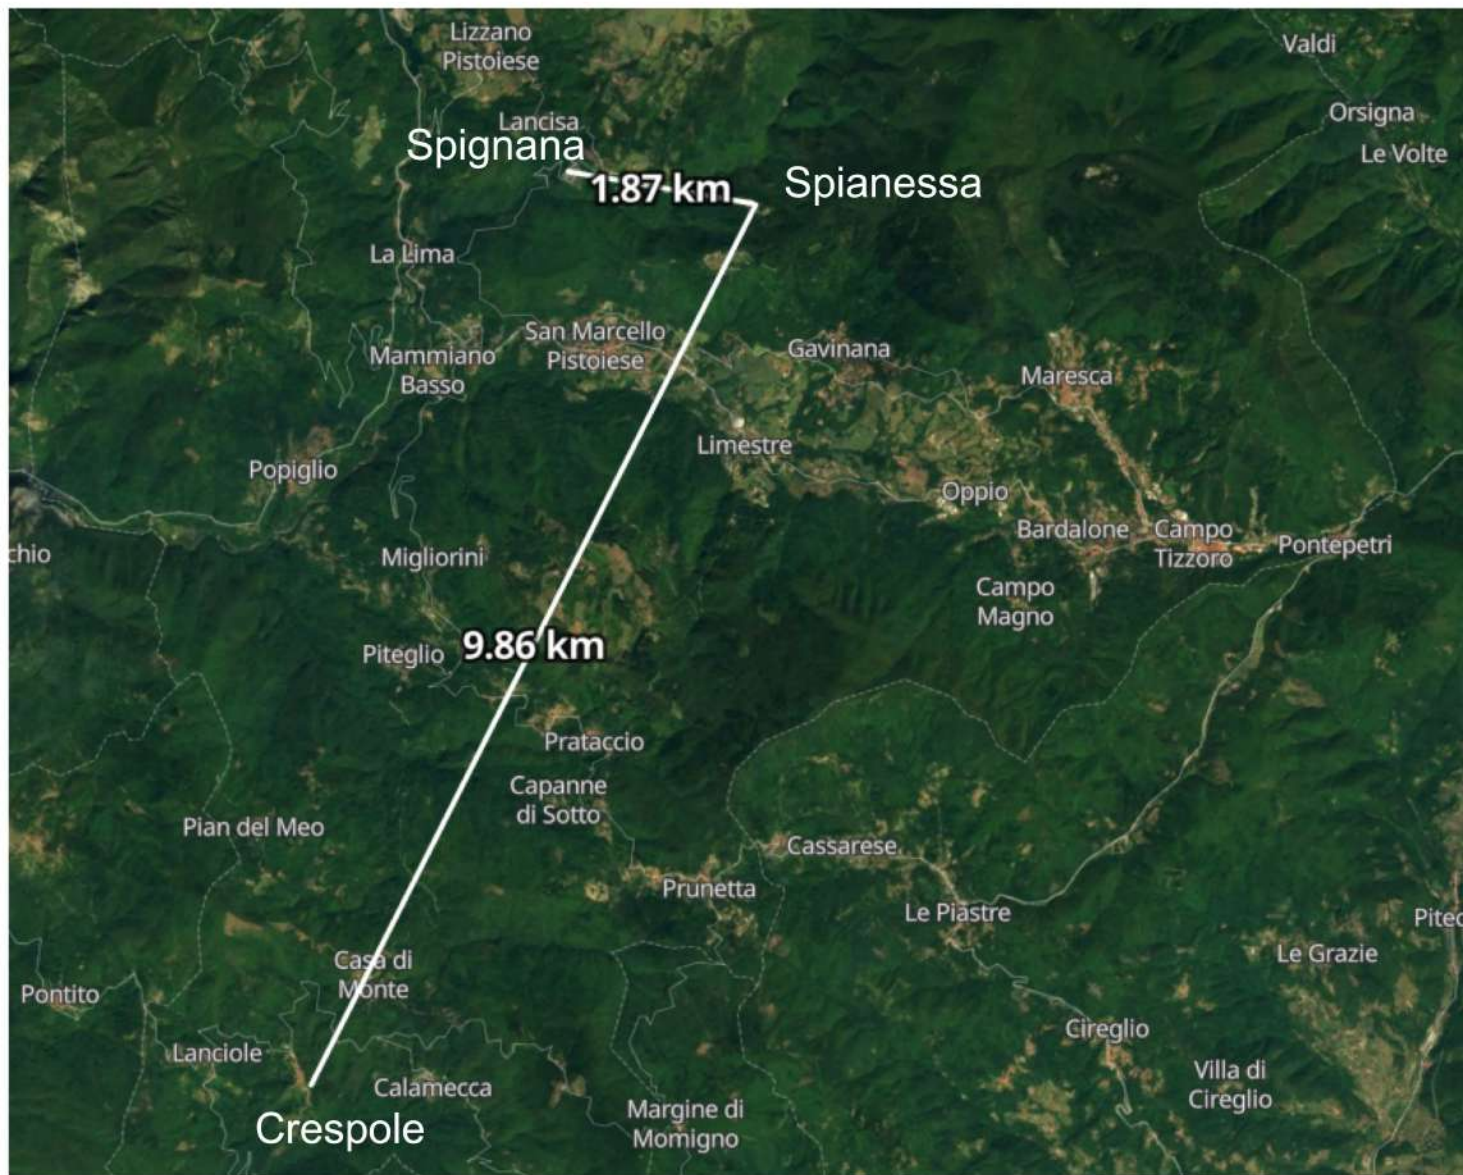 Lizzano
Pistoiese
Valdi
Lancisa
Orsigna
Spignana
Le Volte
1.87 km
Spianessa
La Lima
San Marcello
Pistoiese
Gavinana
Mammiano
Basso
Maresca
Limestre
Popiglio
Oppio
Bardalone
Campo
Tizzoro
Pontepetri
chio
Migliorini
Campo
Magno
Piteglio
9.86 km
Prataccio
Capanne
di Sotto
Pian del Meo
Cassarese
Prunetta
Le Piastre
Pitec
Le Grazie
Casa di
Monte
Pontito
Cireglio
Lanciole
Calamecca
Villa di
Cireglio
Crespole
Margine di
Momigno